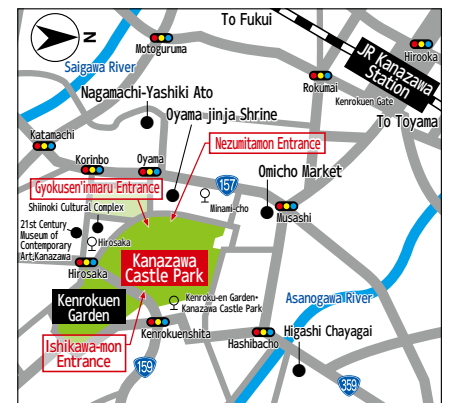 To Fukui
N
Motoguruma
JR Kanazawa
Station
Hirooka
Saigawa River
Rokumai
Kenrokuen Gate
Nagamachi-Yashiki Ato
Oyama jinja Shrine
To Toyama
Katamachi
Nezumitamon Entrance
Korinbo
Oyama
Omicho Market
157
Gyokusen'inmaru Entrance
Minami-cho
Musashi
Shiinoki Cultural Complex
21st Century
Museum of
Contemporary
Art,Kanazawa
Hirosaka
Hirosaka
Kanazawa
Castle Park
Kenrokuen
Garden
Kenroku-en Garden•
Kanazawa Castle Park
Asanogawa River
Kenrokuenshita
Hashibacho
Higashi Chayagai
Ishikawa-mon
Entrance
159
359